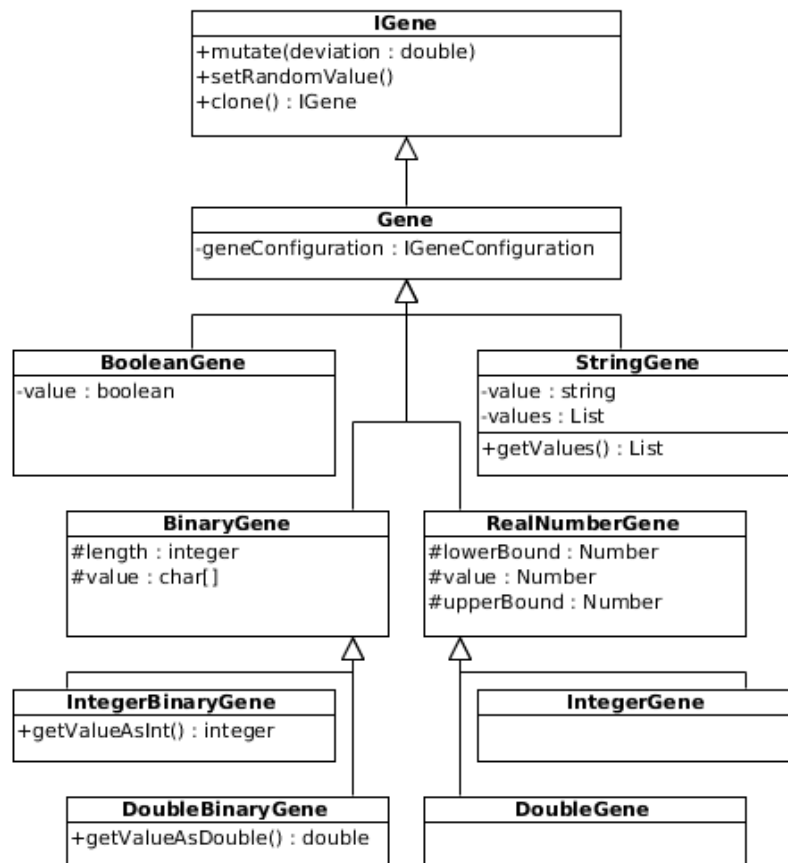 IGene
+mutate(deviation : double)
+setRandomValue()
+clone() : IGene
Gene
-geneConfiguration : IGeneConfiguration
BooleanGene
-value : boolean
StringGene
-value : string
-values : List
+getValues() : List
BinaryGene
#length : integer
#value : char[]
RealNumberGene
#lowerBound : Number
#value : Number
#upperBound : Number
IntegerBinaryGene
+getValueAsInt() : integer
IntegerGene
DoubleBinaryGene
+getValueAsDouble() : double
DoubleGene